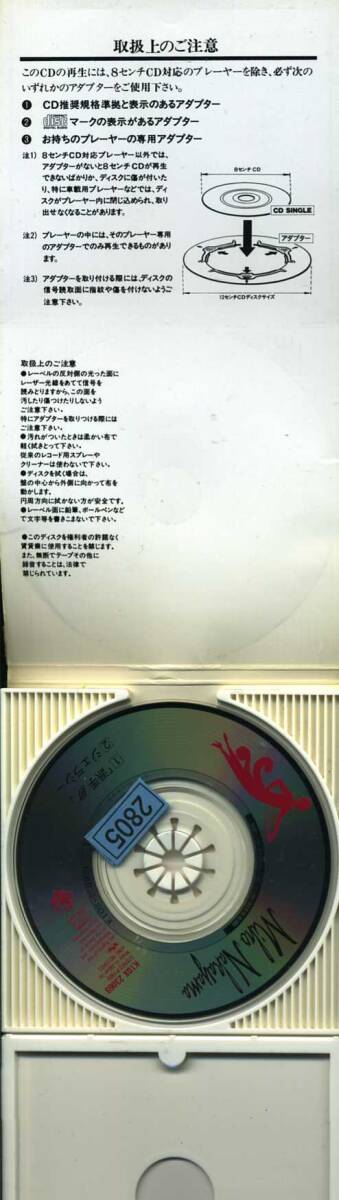 取扱上のご注意
このCDの再生には、8センチCD対応のプレーヤーを除き、必ず次の
いずれかのアダプターをご使用下さい。
❶ CD推奨規格準拠と表示のあるアダプター
❷ マークの表示があるアダプター
❸ お持ちのプレーヤーの専用アダプター
注1) 8センチCD対応プレーヤー以外では、
アダプターがないと8センチCDが再生
できないばかりか、ディスクに傷が付いた
り、特に車載用プレーヤーなどでは、ディ
スクがプレーヤー内に閉じ込められ、取り
出せなくなることがあります。
注2) プレーヤーの中には、そのプレーヤー専用
のアダプターでのみ再生できるものがあり
ます。
注3) アダプターを取り付ける際には、ディスクの
信号読取面に指紋や傷を付けないようご
注意下さい。
8センチ CD
CD SINGLE
アダプター
12センチCDディスクサイズ
取扱上のご注意
●レーベルの反対側の光った面に
レーザー光線をあてて信号を
読みとりますから、この面を
汚したり傷つけたりしないよう
ご注意下さい。
特にアダプターを取りつける際には
ご注意下さい。
●汚れがついたときは柔かい布で
軽く拭きとって下さい。
従来のレコード用スプレーや
クリーナーは使わないで下さい。
●ディスクを拭く場合は、
盤の中心から外側に向かって布を
動かします。
円周方向に拭かない方が安全です。
●レーベル面に鉛筆、ボールペンなど
で文字等を書きこまないで下さい。
●このディスクを権利者の許諾なく
賃貸業に使用することを禁じます。
また、無断でテープその他に
録音することは、法律で
禁じられています。
②ジェラシー
2805
Miho Nakayama